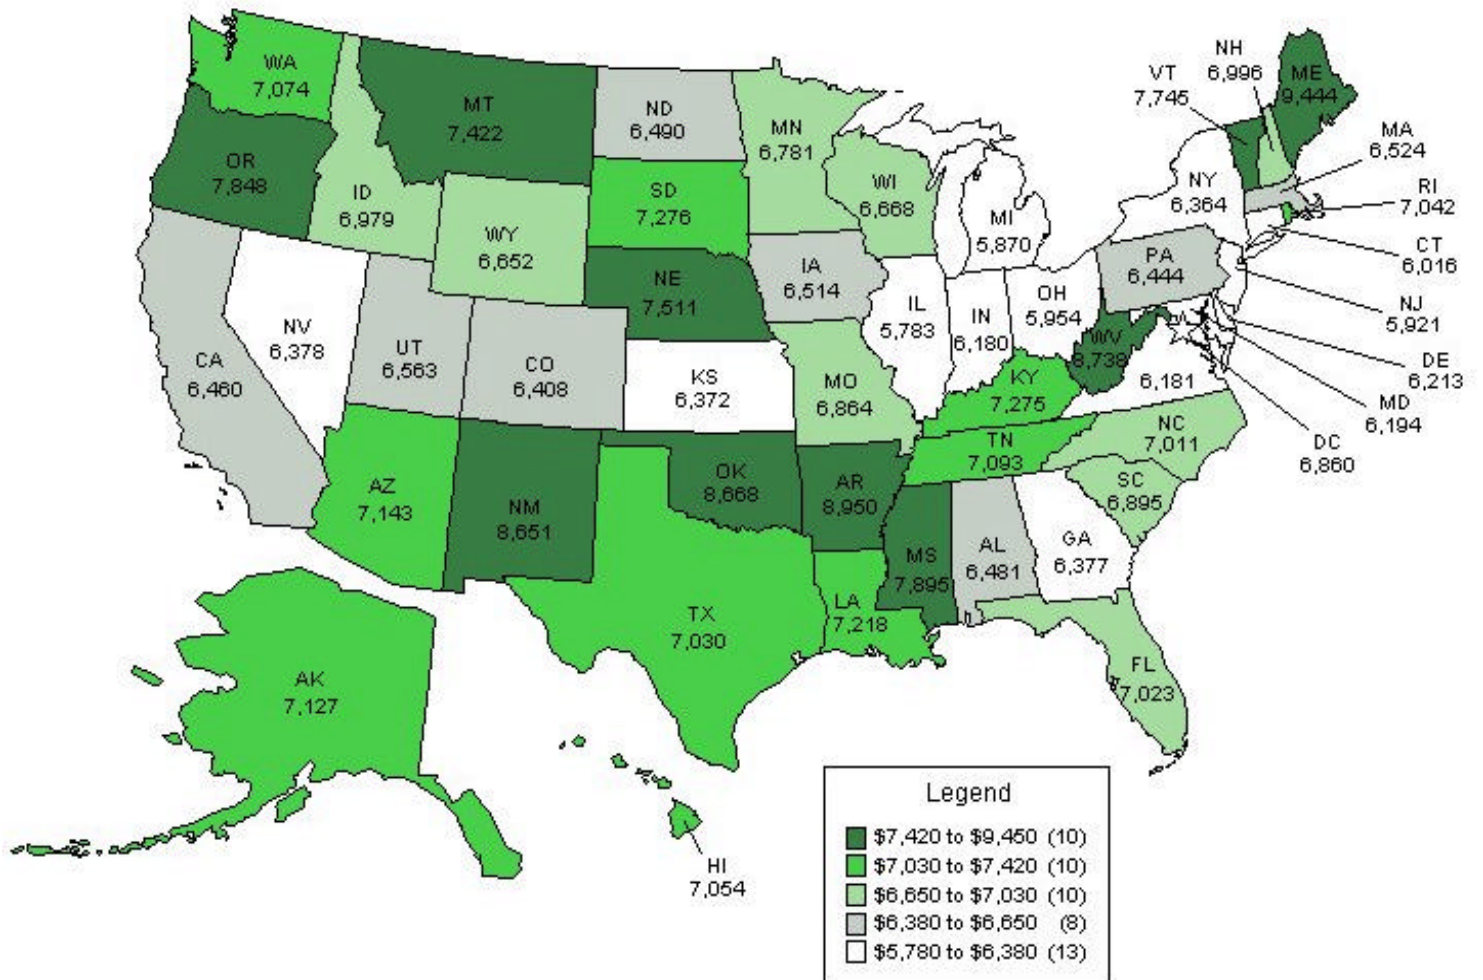 WA
7,074
MT
7,422
ND
6,490
MN
6,781
OR
7,848
ID
6,979
SD
7,276
WI
6,668
WY
6,652
MI
5,870
NH
6,996
VT
7,745
ME
9,444
MA
6,524
RI
7,042
NY
6,364
CT
6,016
PA
6,444
NJ
5,921
DE
6,213
MD
6,194
DC
6,860
IA
6,514
NE
7,511
IL
5,783
IN
6,180
OH
5,954
WV
8,738
6,181
NV
6,378
UT
6,563
CO
6,408
CA
6,460
KS
6,372
MO
6,864
KY
7,275
TN
7,093
NC
7,011
SC
6,895
AZ
7,143
NM
8,651
OK
8,668
AR
8,950
MS
7,895
AL
6,481
GA
6,377
TX
7,030
LA
7,218
FL
7,023
AK
7,127
HI
7,054
Legend
$7,420 to $9,450 (10)
$7,030 to $7,420 (10)
$6,650 to $7,030 (10)
$6,380 to $6,650 (8)
$5,780 to $6,380 (13)